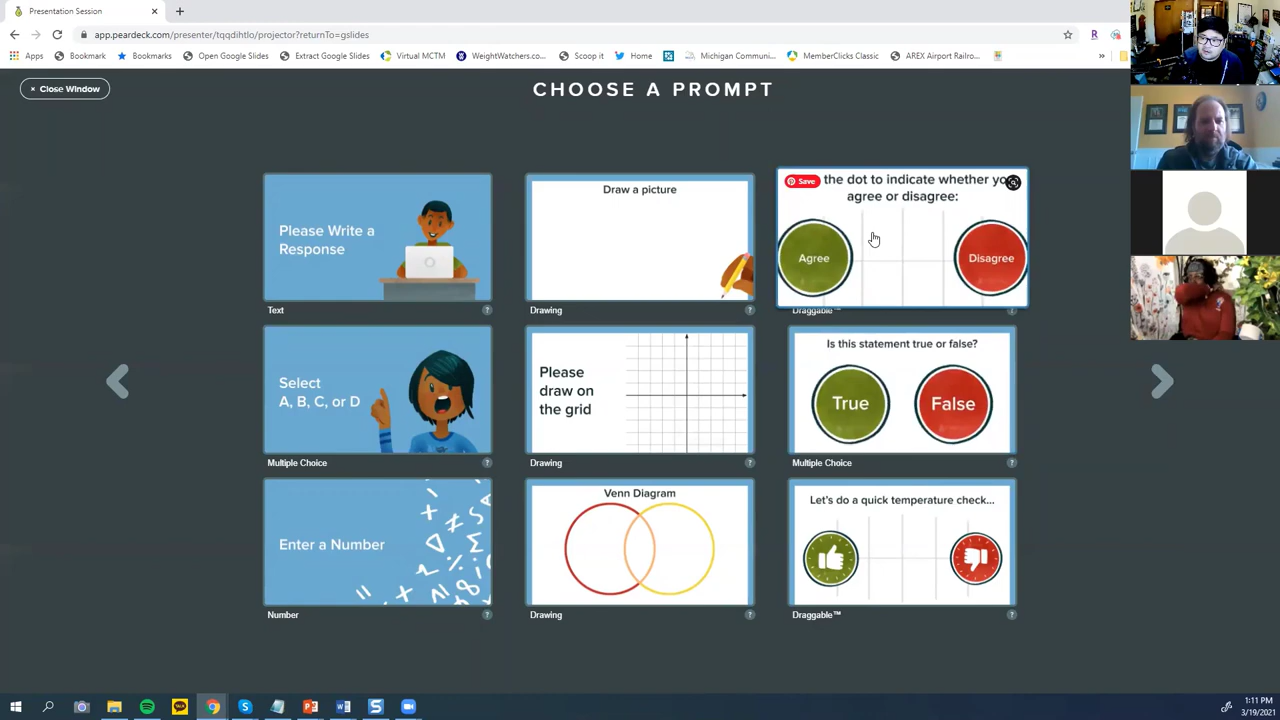 Presentation Session
app.peardeck.com/presenter/tqqdihtlo/projector?returnTo=gslides
Apps
Bookmark
Bookmarks
Open Google Slides
Extract Google Slides
Virtual MCTM
WeightWatchers.co...
Scoop it
Home
Michigan Communi...
MemberClicks Classic
AREX Airport Railro...
× Close Window
CHOOSE A PROMPT
Please Write a
Response
Text
?
Draw a picture
Drawing
?
Save
the dot to indicate whether yo
agree or disagree:
Agree
Disagree
Draggable™
Select
A, B, C, or D
Multiple Choice
?
Please
draw on
the grid
Drawing
?
Is this statement true or false?
True
False
Multiple Choice
?
Enter a Number
Number
?
Venn Diagram
Drawing
?
Let's do a quick temperature check...
Draggable™
?
1:11 PM
3/19/2021